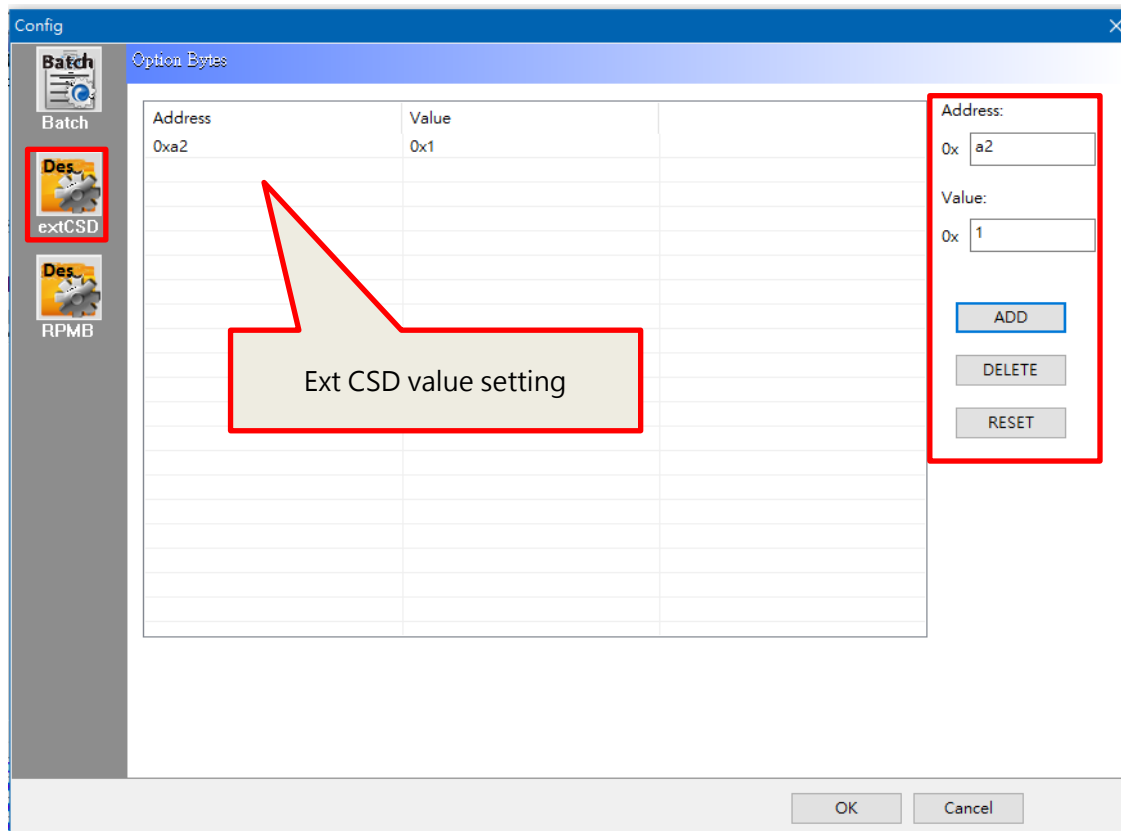 Config
Batch
Batch
Des
extCSD
Des
RPMB
Option Bytes
Address Value
0xa2 0x1
Ext CSD value setting
Address:
0x a2
Value:
0x 1
ADD
DELETE
RESET
OK Cancel